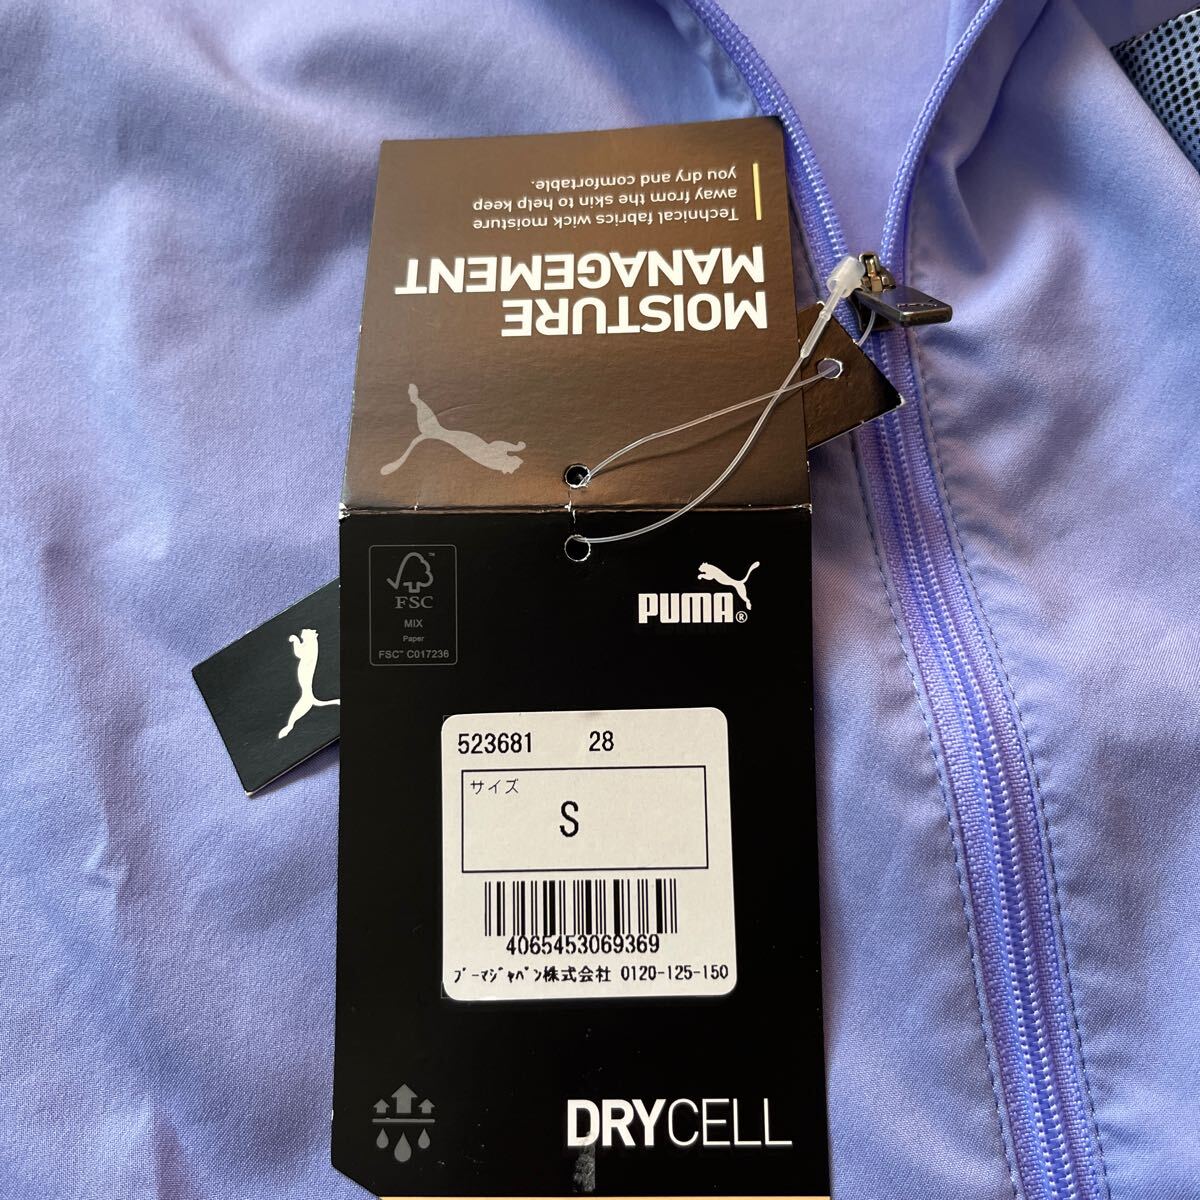 MOISTURE
MANAGEMENT
Technical fabrics wick moisture
away from the skin to help keep
you dry and comfortable.
FSC™
MIX
Paper
FSC™ C017236
PUMA®
523681 28
サイズ
S
4065453069369
プーマジャパン株式会社 0120-125-150
DRYCELL